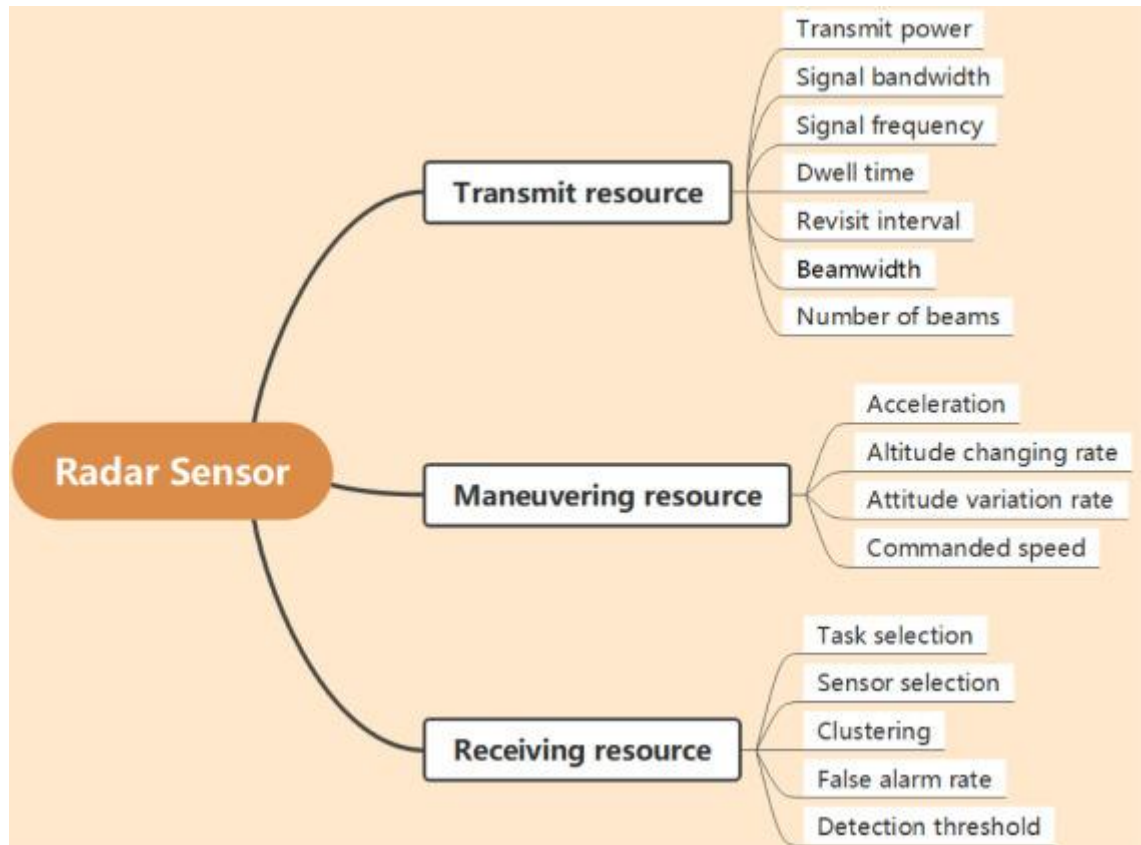 Radar Sensor
Transmit resource
Transmit power
Signal bandwidth
Signal frequency
Dwell time
Revisit interval
Beamwidth
Number of beams
Maneuvering resource
Acceleration
Altitude changing rate
Attitude variation rate
Commanded speed
Receiving resource
Task selection
Sensor selection
Clustering
False alarm rate
Detection threshold